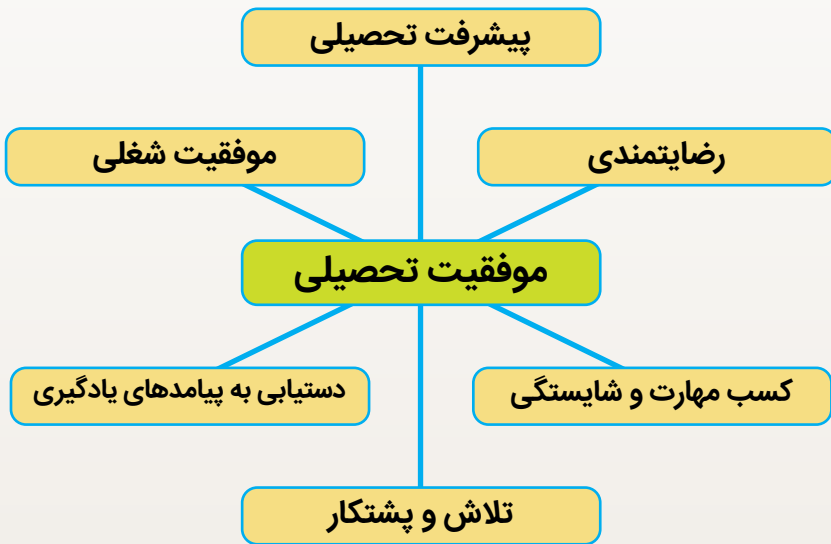 پیشرفت تحصیلی
رضایتمندی
موفقیت شغلی
موفقیت تحصیلی
کسب مهارت و شایستگی
دستیابی به پیامدهای یادگیری
تلاش و پشتکار